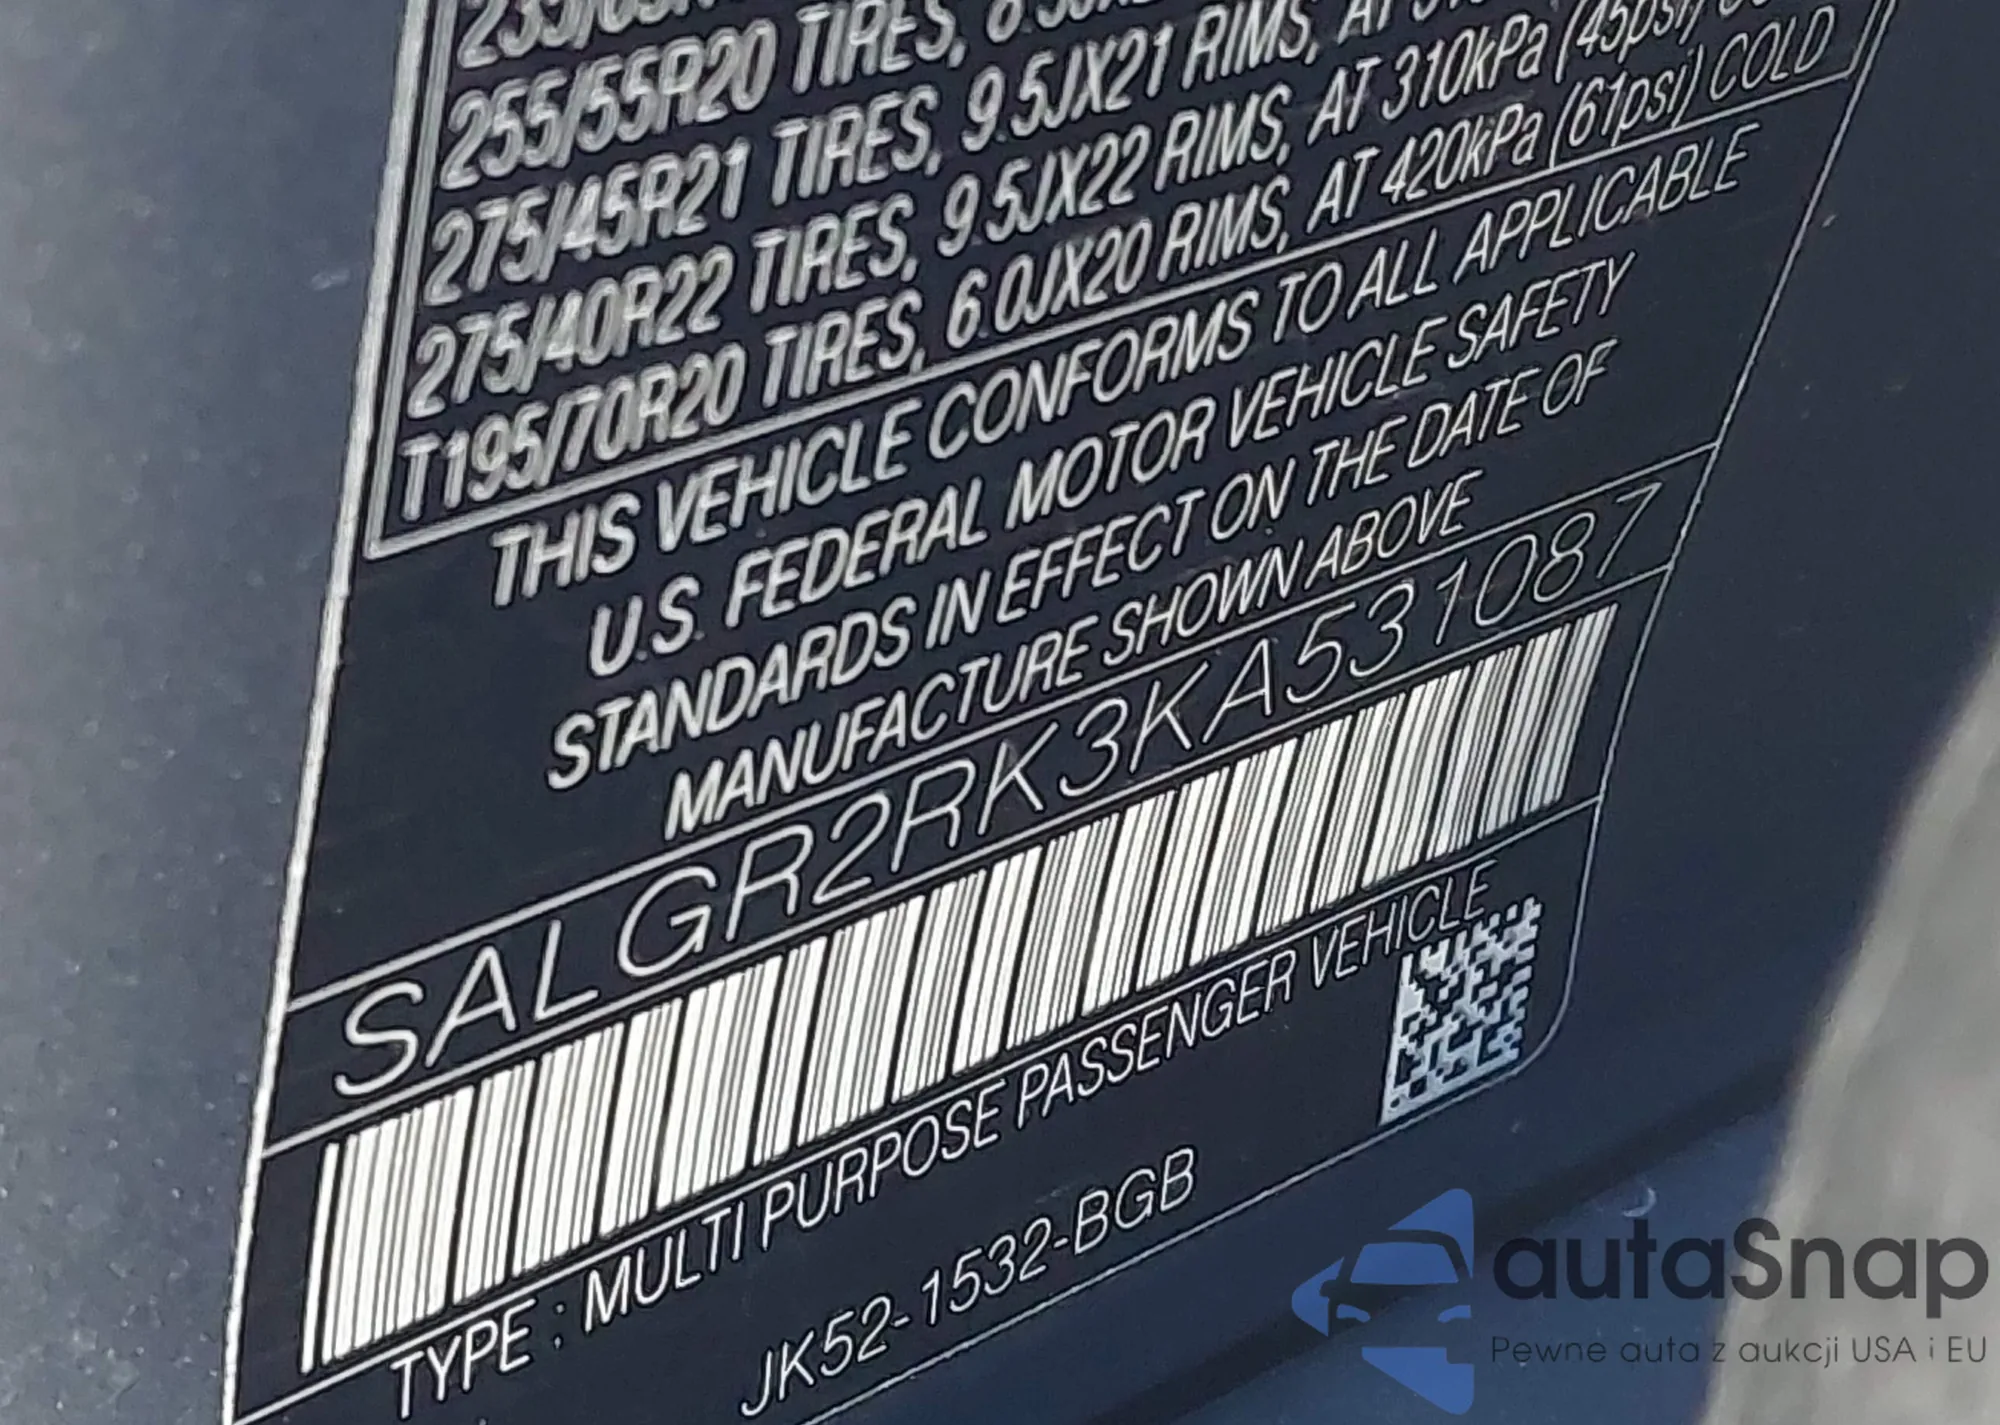 255/55R20 TIRES,
275/45R21 TIRES, 9.5JX21 RIMS, AT
275/40R22 TIRES, 9.5JX22 RIMS, AT 310kPa (45psi)
T195/70R20 TIRES, 6.0JX20 RIMS, AT 420kPa (61psi) COLD
THIS VEHICLE CONFORMS TO ALL APPLICABLE
U.S. FEDERAL MOTOR VEHICLE SAFETY
STANDARDS IN EFFECT ON THE DATE OF
MANUFACTURE SHOWN ABOVE
SALGR2RK3KA531087
TYPE : MULTI PURPOSE PASSENGER VEHICLE
JK52-1532-BGB
autaSnap
Pewne auta z aukcji USA i EU